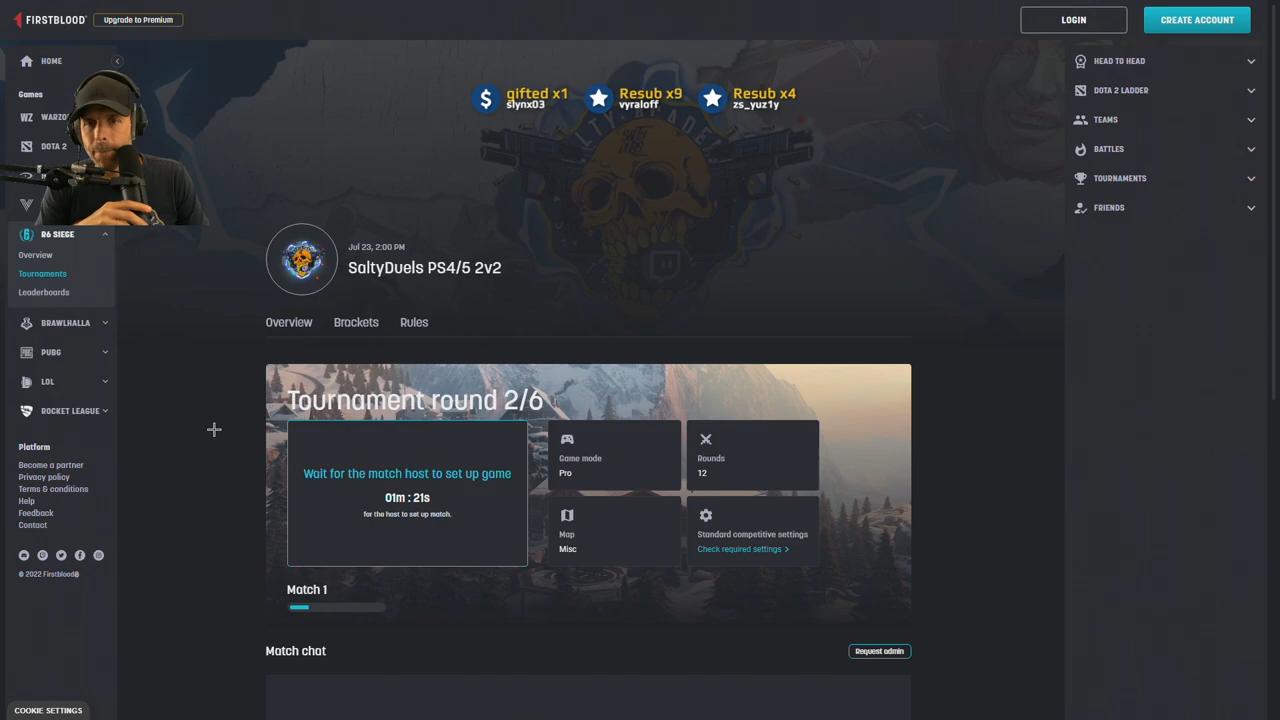 FIRSTBLOOD
Upgrade to Premium
LOGIN
CREATE ACCOUNT
HOME
Games
WZ
DOTA 2
R6 SIEGE
Overview
Tournaments
Leaderboards
BRAWLHALLA
PUBG
LOL
ROCKET LEAGUE
Platform
Become a partner
Privacy policy
Terms & conditions
Help
Feedback
Contact
© 2022 Firstblood®
COOKIE SETTINGS
gifted x1
slynx03
Resub x9
vyraloff
Resub x4
zs_yuz1y
Jul 23, 2:00 PM
SaltyDuels PS4/5 2v2
Overview
Brackets
Rules
Tournament round 2/6
Wait for the match host to set up game
01m : 21s
for the host to set up match.
Game mode
Pro
Rounds
12
Map
Misc
Standard competitive settings
Check required settings >
Match 1
Match chat
Request admin
HEAD TO HEAD
DOTA 2 LADDER
TEAMS
BATTLES
TOURNAMENTS
FRIENDS